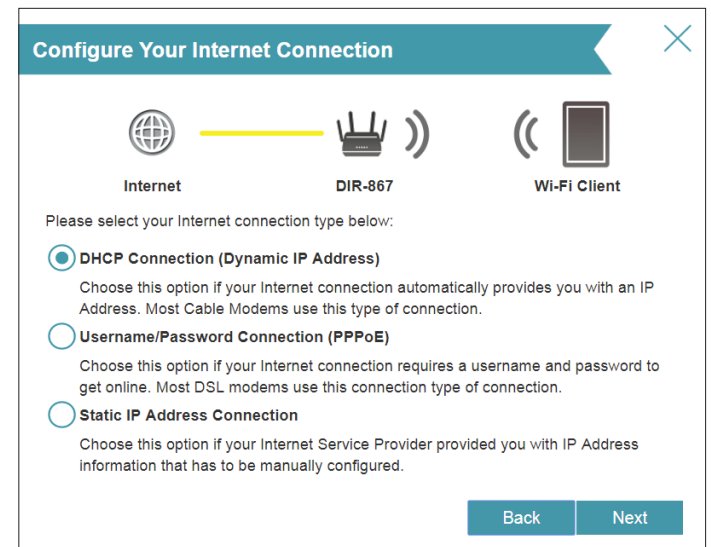 Configure Your Internet Connection
Internet
DIR-867
Wi-Fi Client
Please select your Internet connection type below:
DHCP Connection (Dynamic IP Address)
Choose this option if your Internet connection automatically provides you with an IP
Address. Most Cable Modems use this type of connection.
Username/Password Connection (PPPoE)
Choose this option if your Internet connection requires a username and password to
get online. Most DSL modems use this connection type of connection.
Static IP Address Connection
Choose this option if your Internet Service Provider provided you with IP Address
information that has to be manually configured.
Back
Next